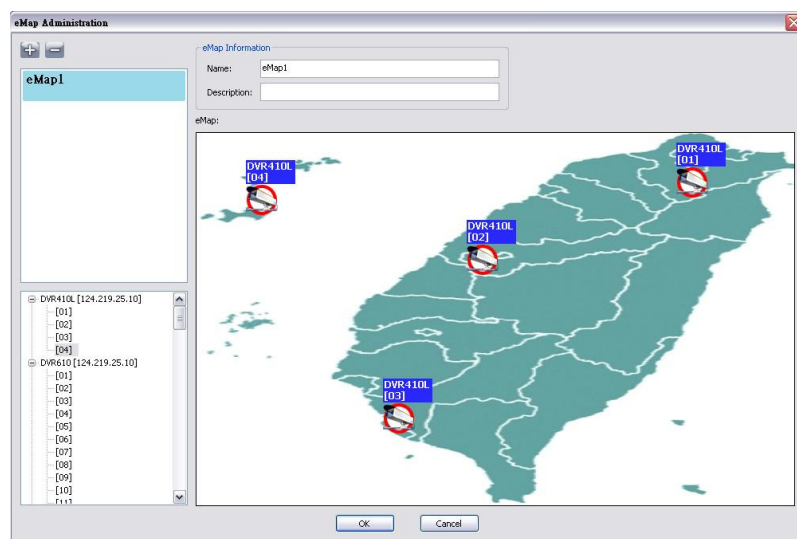 eMap Administration
eMap1
eMap Information
Name: eMap1
Description:
eMap:
DVR410L
[04]
DVR410L
[01]
DVR410L
[02]
DVR410L
[03]
DVR410L [124.219.25.10]
[01]
[02]
[03]
[04]
DVR610 [124.219.25.10]
[01]
[02]
[03]
[04]
[05]
[06]
[07]
[08]
[09]
[10]
[11]
OK
Cancel